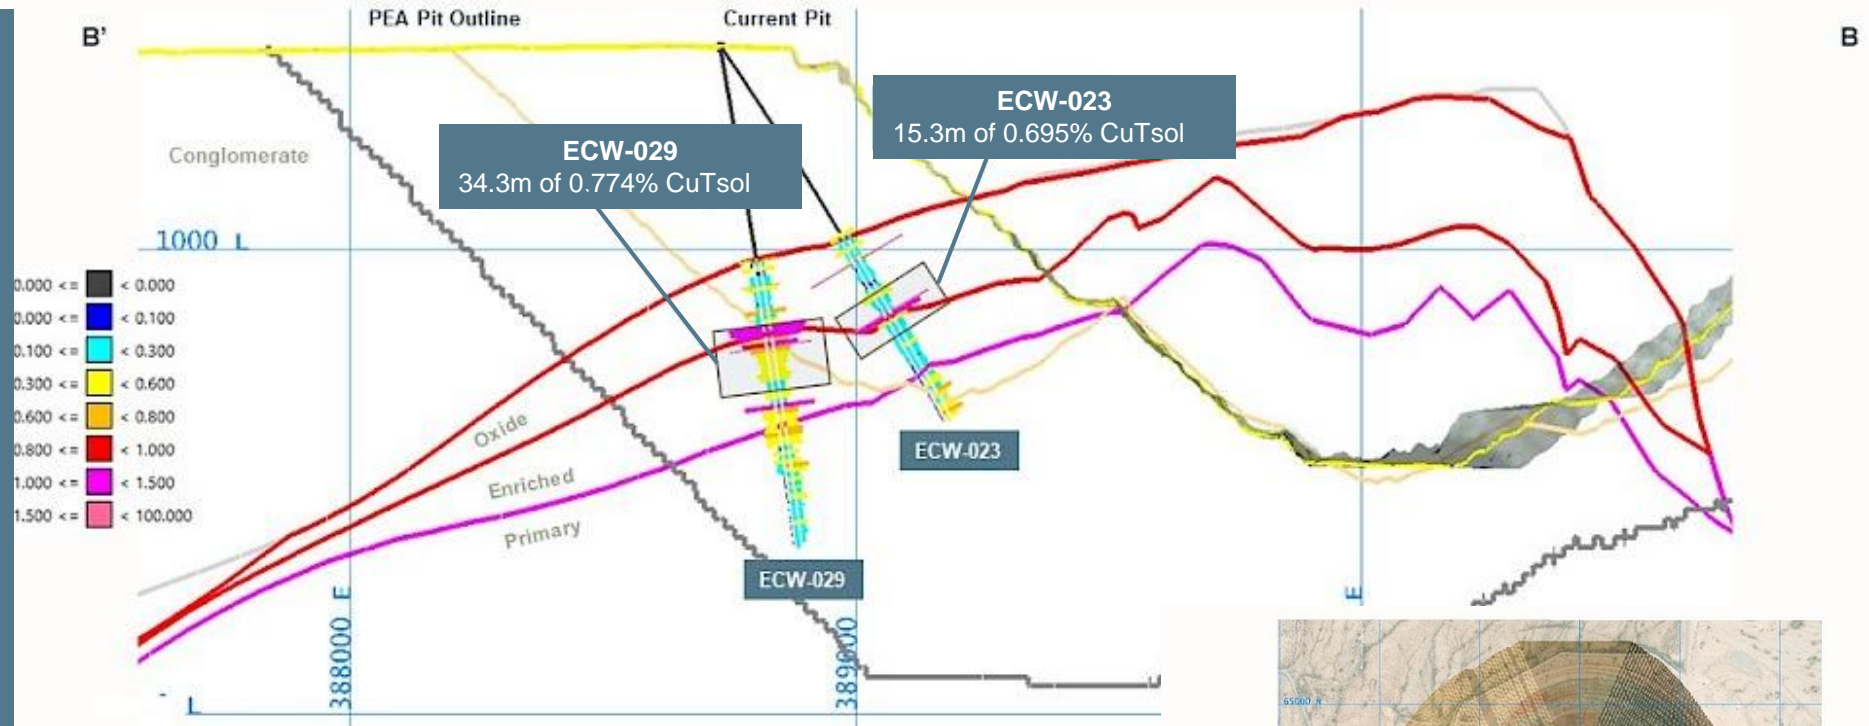 PEA Pit Outline
Current Pit
B'
B
ECW-023
15.3m of 0.695% CuTsol
ECW-029
34.3m of 0.774% CuTsol
Conglomerate
1000 L
0.000 <= < 0.000
0.000 <= < 0.100
0.100 <= < 0.300
0.300 <= < 0.600
0.600 <= < 0.800
0.800 <= < 1.000
1.000 <= < 1.500
1.500 <= < 100.000
Oxide
Enriched
Primary
ECW-023
ECW-029
388000 E
389000
E
- L
65000 N